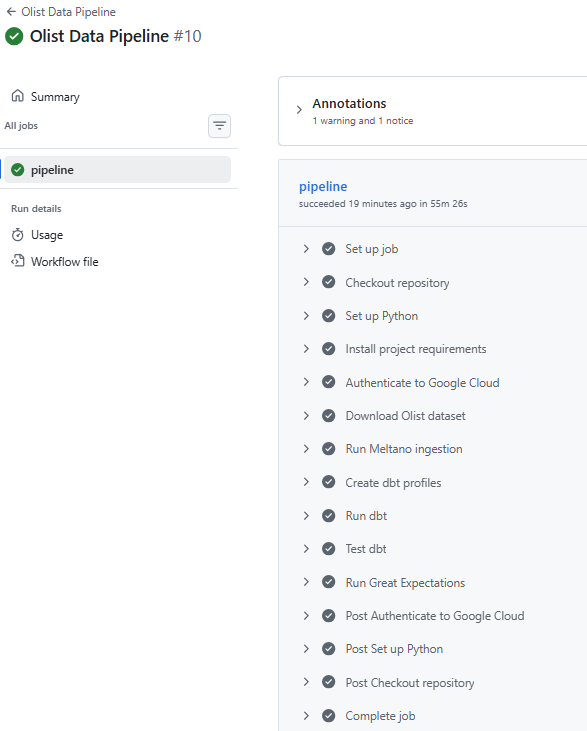 Olist Data Pipeline
Olist Data Pipeline #10
Summary
All jobs
pipeline
Run details
Usage
Workflow file
Annotations
1 warning and 1 notice
pipeline
succeeded 19 minutes ago in 55m 26s
Set up job
Checkout repository
Set up Python
Install project requirements
Authenticate to Google Cloud
Download Olist dataset
Run Meltano ingestion
Create dbt profiles
Run dbt
Test dbt
Run Great Expectations
Post Authenticate to Google Cloud
Post Set up Python
Post Checkout repository
Complete job